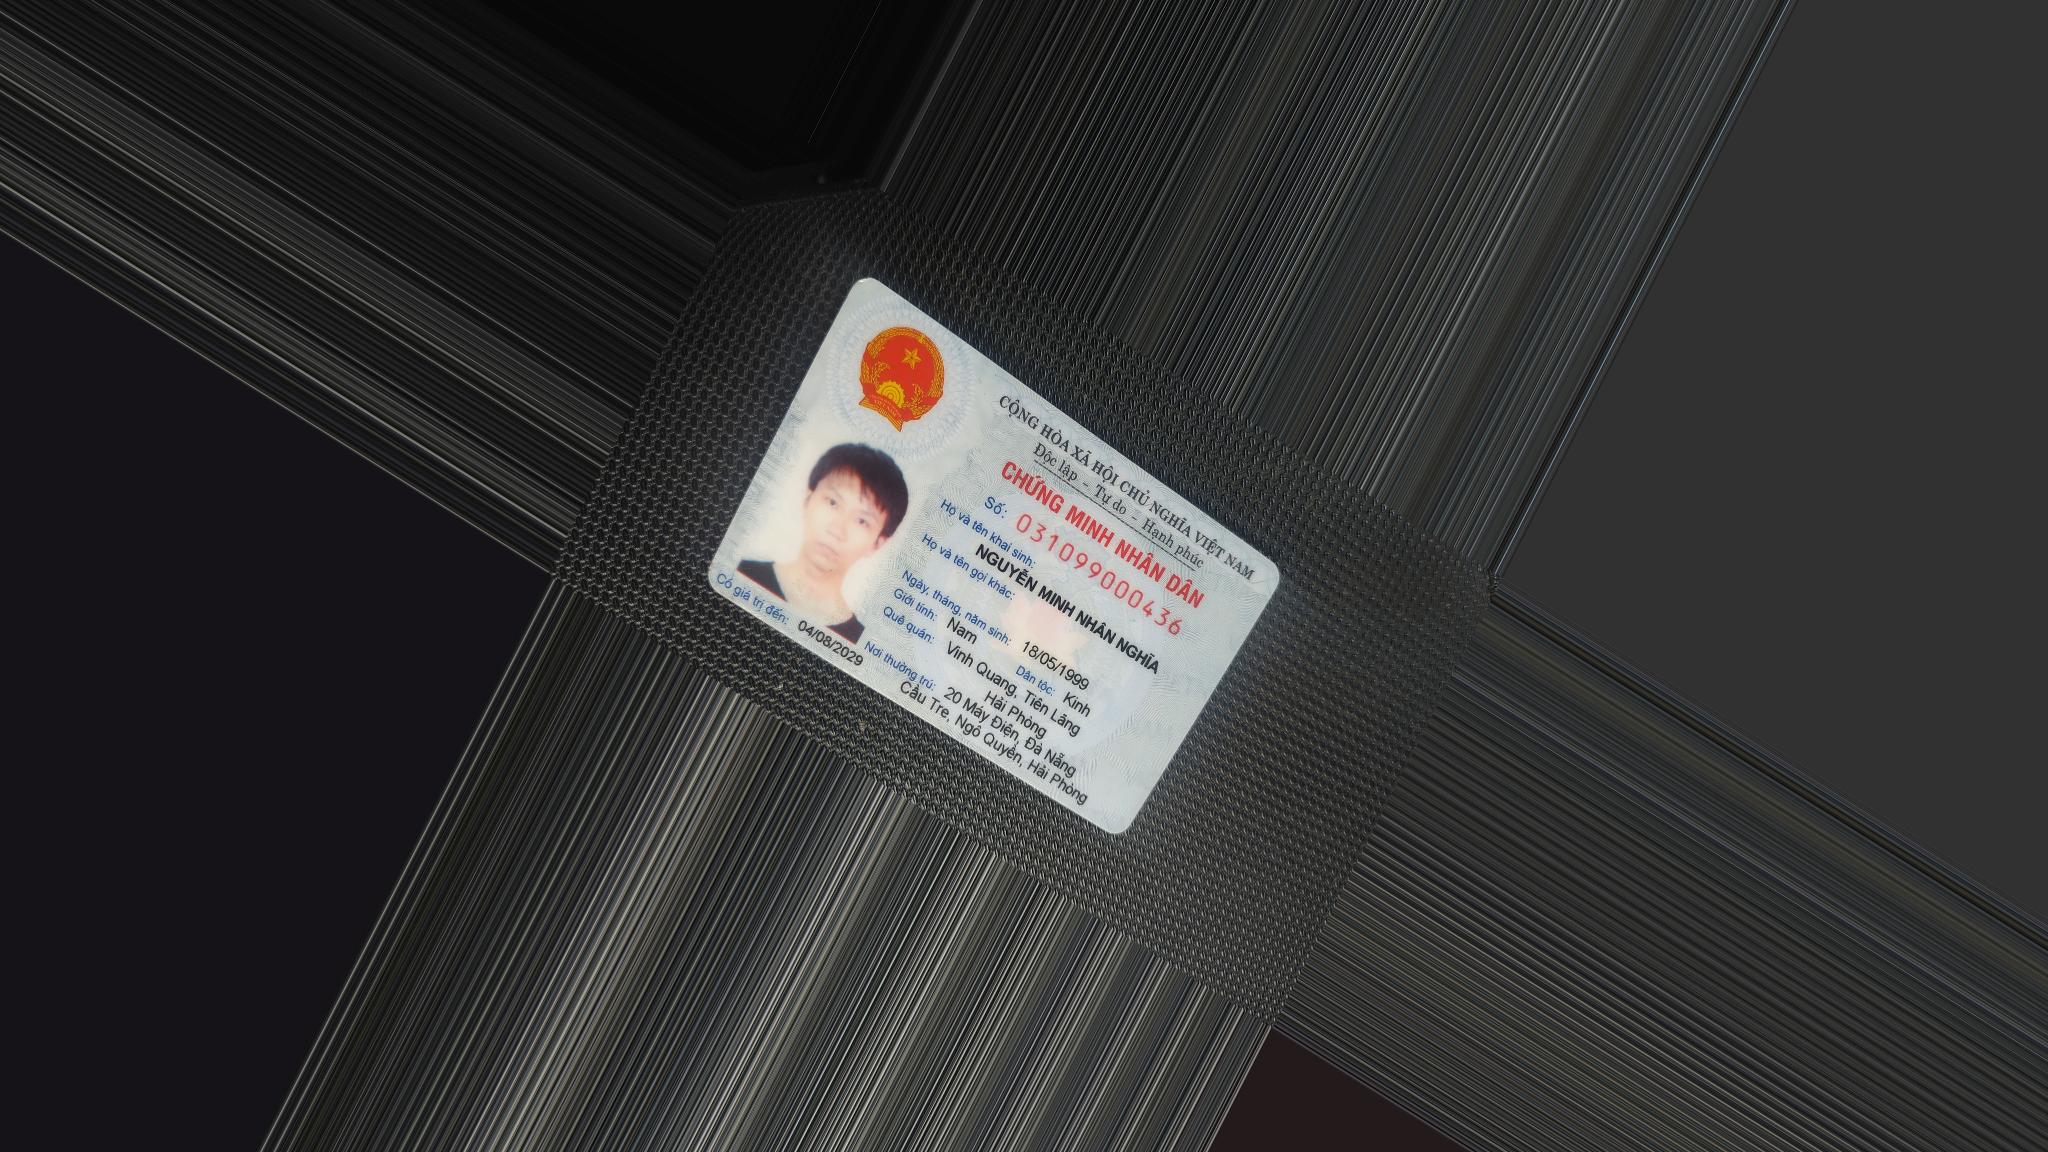 CỘNG HÒA XÃ HỘI CHỦ NGHĨA VIỆT NAM
Độc lập - Tự do - Hạnh phúc
CHỨNG MINH NHÂN DÂN
Số: 031099000436
Họ và tên khai sinh:
NGUYỄN MINH NHÂN NGHĨA
Họ và tên gọi khác:
Ngày, tháng, năm sinh: 18/05/1999
Giới tính: Nam Dân tộc: Kinh
Quê quán: Vinh Quang, Tiên Lãng
Hải Phòng
Nơi thường trú: 20 Máy Điện, Đà Nẵng
Cầu Tre, Ngô Quyền, Hải Phòng
Có giá trị đến: 04/08/2029